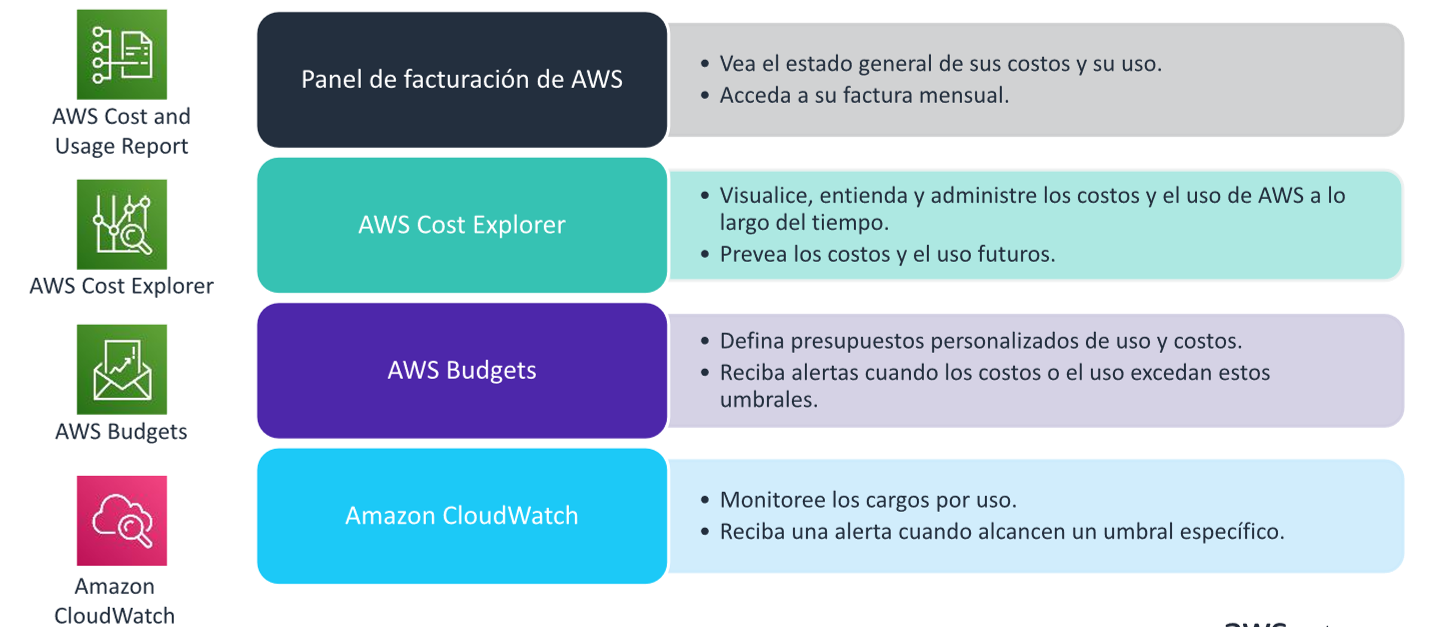 AWS Cost and
Usage Report
Panel de facturación de AWS
• Vea el estado general de sus costos y su uso.
• Acceda a su factura mensual.
AWS Cost Explorer
AWS Cost Explorer
• Visualice, entienda y administre los costos y el uso de AWS a lo
largo del tiempo.
• Prevea los costos y el uso futuros.
AWS Budgets
AWS Budgets
• Defina presupuestos personalizados de uso y costos.
• Reciba alertas cuando los costos o el uso excedan estos
umbrales.
Amazon
CloudWatch
Amazon CloudWatch
• Monitoree los cargos por uso.
• Reciba una alerta cuando alcancen un umbral específico.